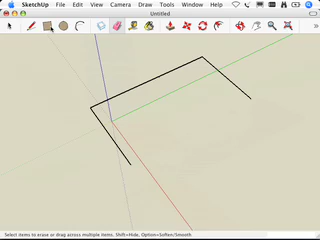 SketchUp File Edit View Camera Draw Tools Window Help
Untitled
Select items to erase or drag across multiple items. Shift=Hide, Option=Soften/Smooth